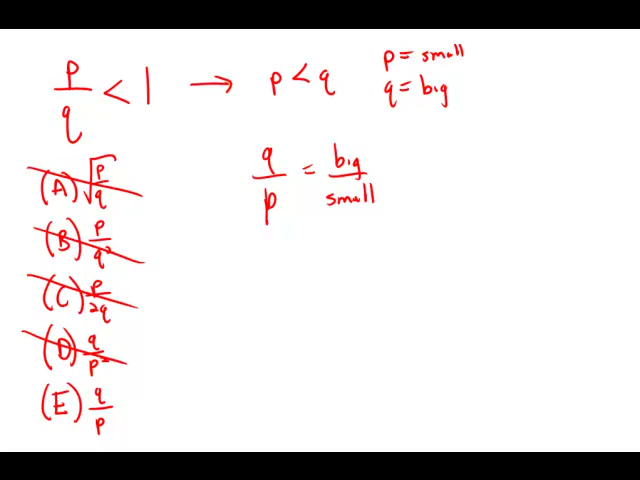 p/q < 1 → p < q
p = small
q = big
q/p = big/small
(A) √p/√q
(B) p/q²
(C) p/2q
(D) q/p²
(E) q/p